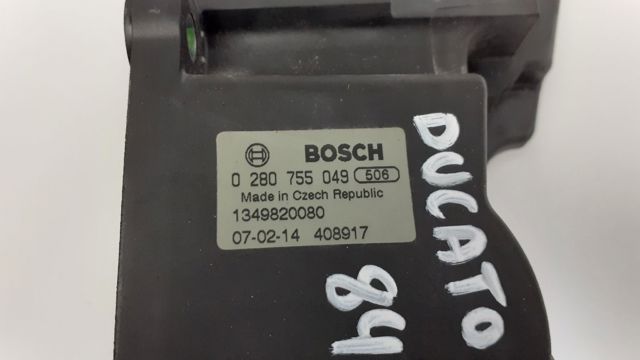 BOSCH
0 280 755 049 506
Made in Czech Republic
1349820080
07-02-14 408917
DUCATO
84